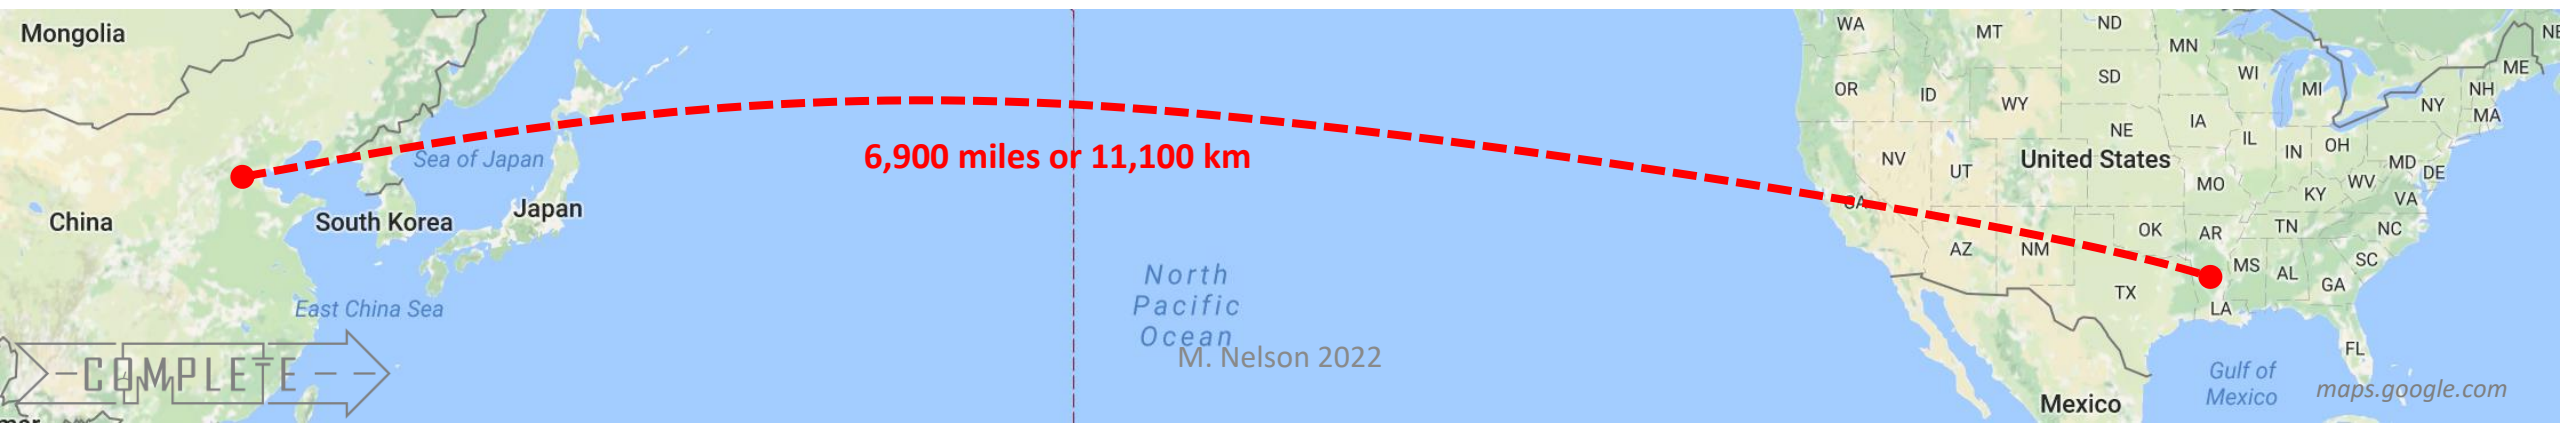 Mongolia
WA
MT
ND
MN
WI
MI
ME
NH
NY
MA
OR
ID
WY
SD
IA
NE
IL
IN
OH
MD
DE
NV
UT
United States
MO
KY
WV
VA
Sea of Japan
6,900 miles or 11,100 km
CA
China
South Korea
Japan
AZ
NM
OK
AR
TN
NC
SC
MS
AL
GA
TX
LA
North
Pacific
Ocean
East China Sea
M. Nelson 2022
FL
COMPLETE
Gulf of
Mexico
Mexico
maps.google.com